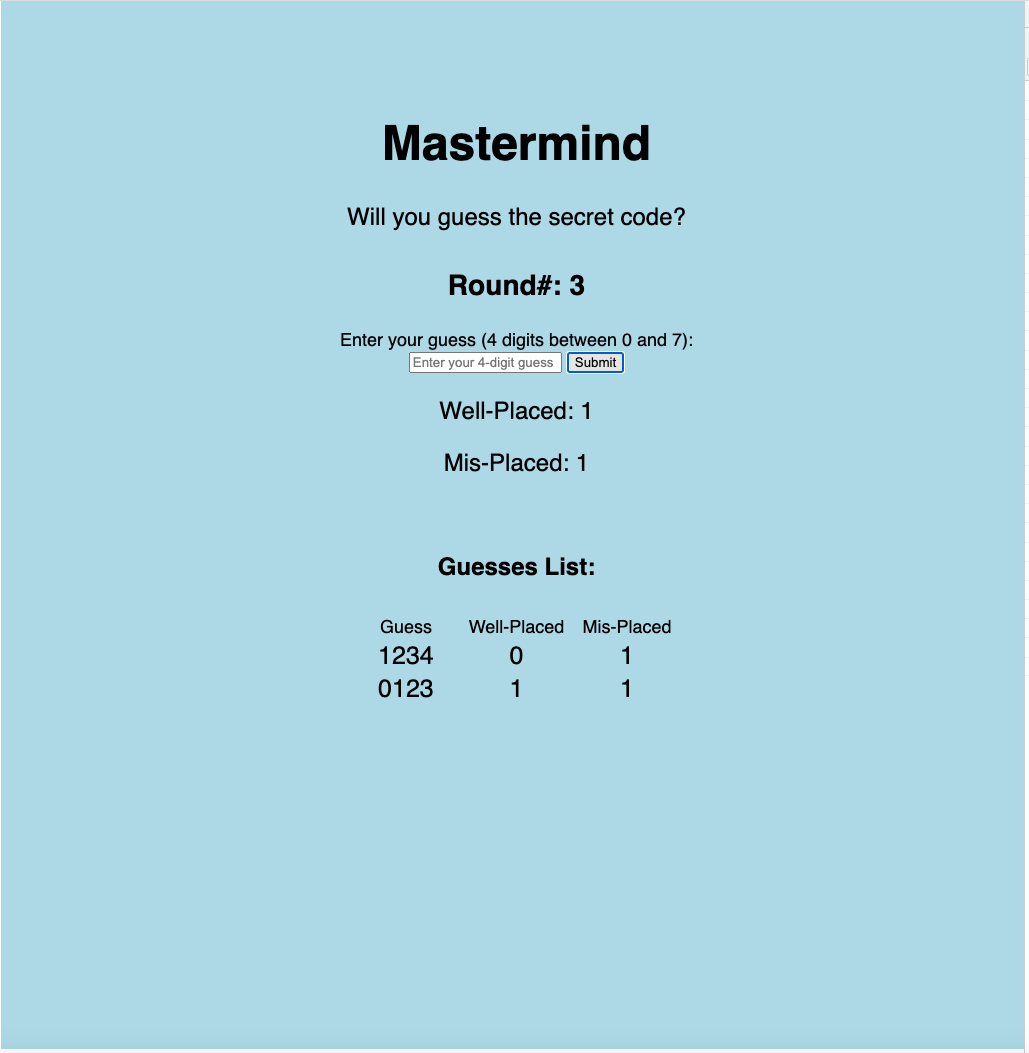 Mastermind
Will you guess the secret code?
Round#: 3
Enter your guess (4 digits between 0 and 7):
Enter your 4-digit guess Submit
Well-Placed: 1
Mis-Placed: 1
Guesses List:
Guess Well-Placed Mis-Placed
1234 0 1
0123 1 1